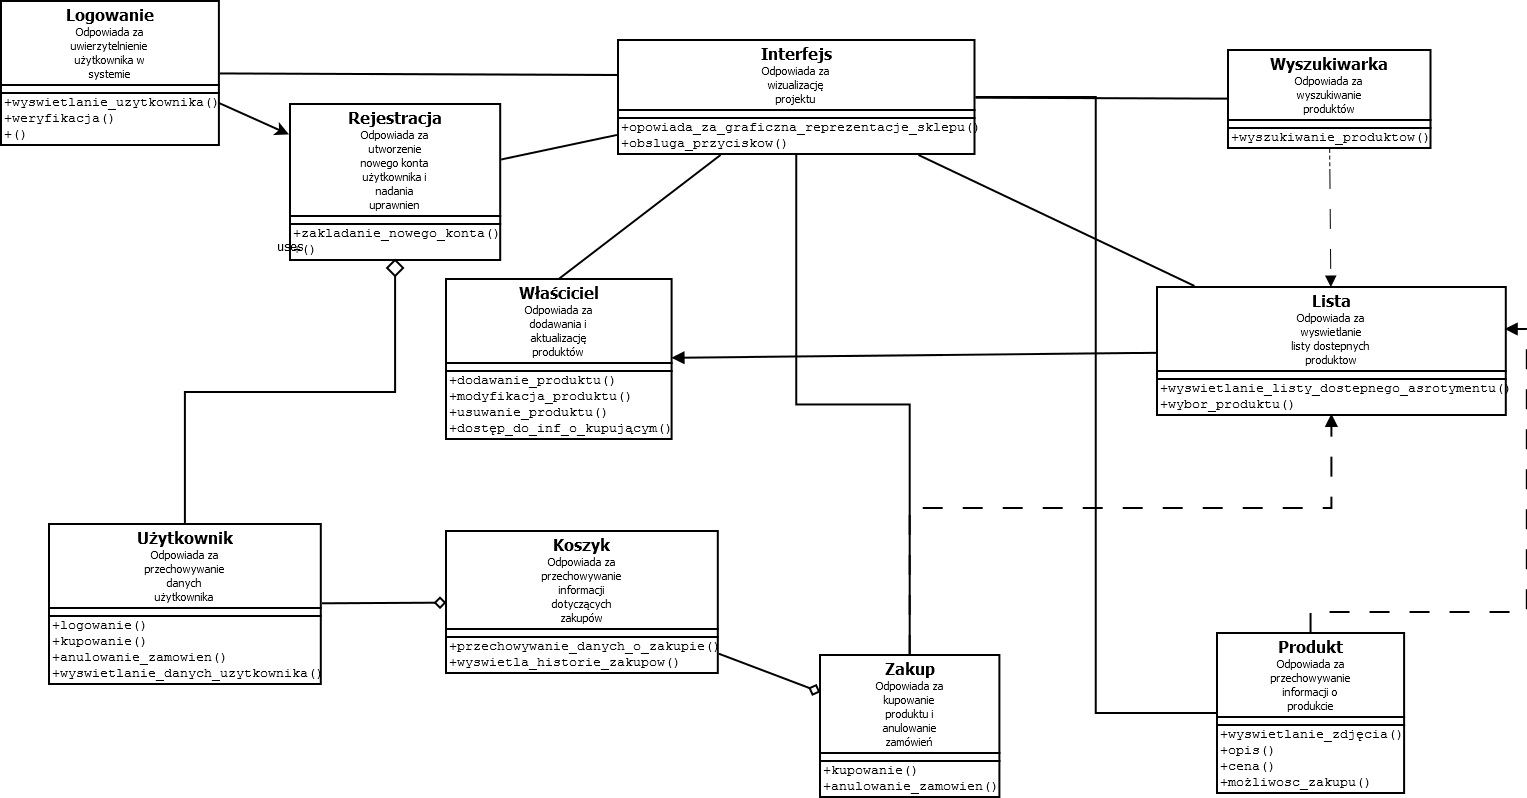 Logowanie
Odpowiada za
uwierzytelnienie
użytkownika w
systemie
+wyswietlanie_uzytkownika()
+weryfikacja()
+()
Rejestracja
Odpowiada za
utworzenie
nowego konta
użytkownika i
nadania
uprawnien
+zakladanie_nowego_konta()
+()
uses
Interfejs
Odpowiada za
wizualizację
projektu
+opowiada_za_graficzna_reprezentacje_sklepu()
+obsluga_przyciskow()
Wyszukiwarka
Odpowiada za
wyszukiwanie
produktów
+wyszukiwanie_produktow()
Właściciel
Odpowiada za
dodawania i
aktualizację
produktów
+dodawanie_produktu()
+modyfikacja_produktu()
+usuwanie_produktu()
+dostęp_do_inf_o_kupującym()
Lista
Odpowiada za
wyswietlanie
listy dostepnych
produktow
+wyswietlanie_listy_dostepnego_asrotymentu()
+wybor_produktu()
Użytkownik
Odpowiada za
przechowywanie
danych
użytkownika
+logowanie()
+kupowanie()
+anulowanie_zamowien()
+wyswietlanie_danych_uzytkownika()
Koszyk
Odpowiada za
przechowywanie
informacji
dotyczących
zakupów
+przechowywanie_danych_o_zakupie()
+wyswietla_historie_zakupow()
Zakup
Odpowiada za
kupowanie
produktu i
anulowanie
zamówień
+kupowanie()
+anulowanie_zamowien()
Produkt
Odpowiada za
przechowywanie
informacji o
produkcie
+wyswietlanie_zdjęcia()
+opis()
+cena()
+możliwosc_zakupu()